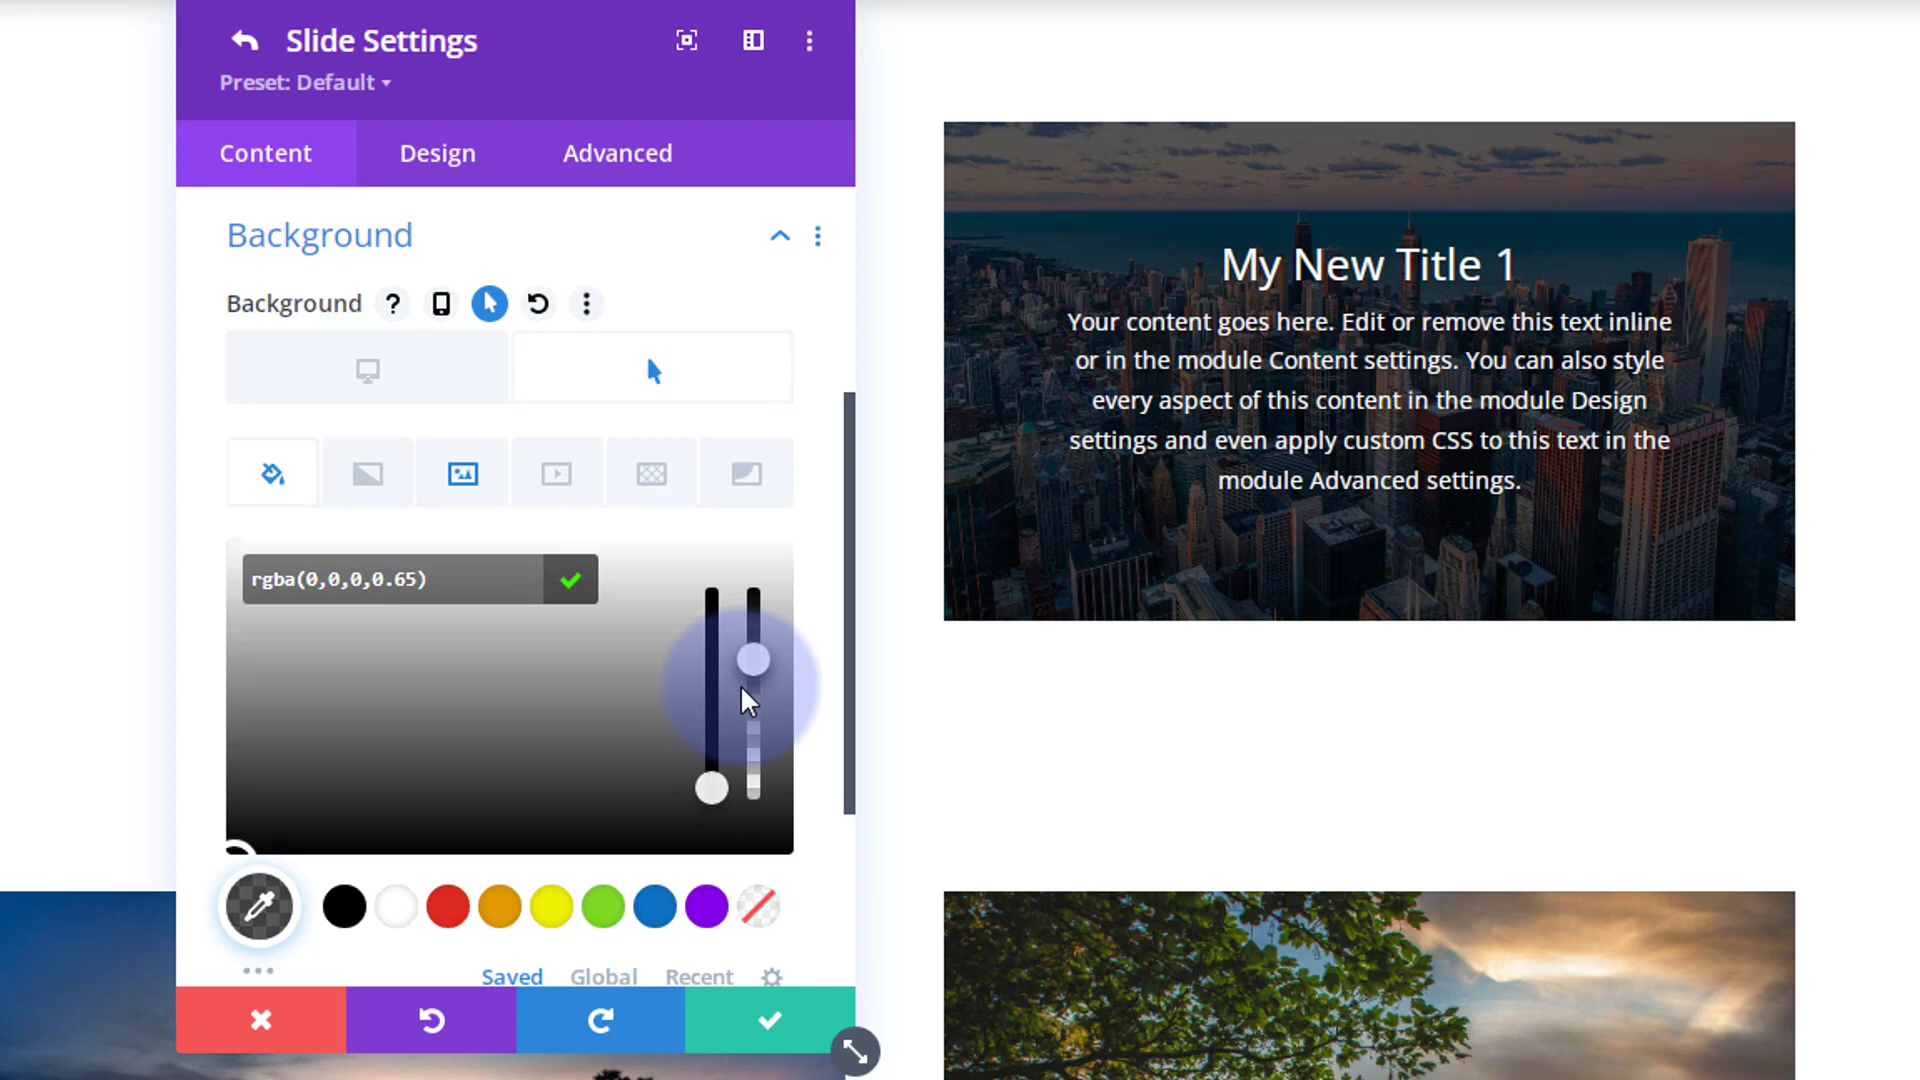 Slide Settings
Preset: Default
Content
Design
Advanced
Background
Background
?
rgba(0,0,0,0.65)
Saved
Global
Recent
My New Title 1
Your content goes here. Edit or remove this text inline
or in the module Content settings. You can also style
every aspect of this content in the module Design
settings and even apply custom CSS to this text in the
module Advanced settings.